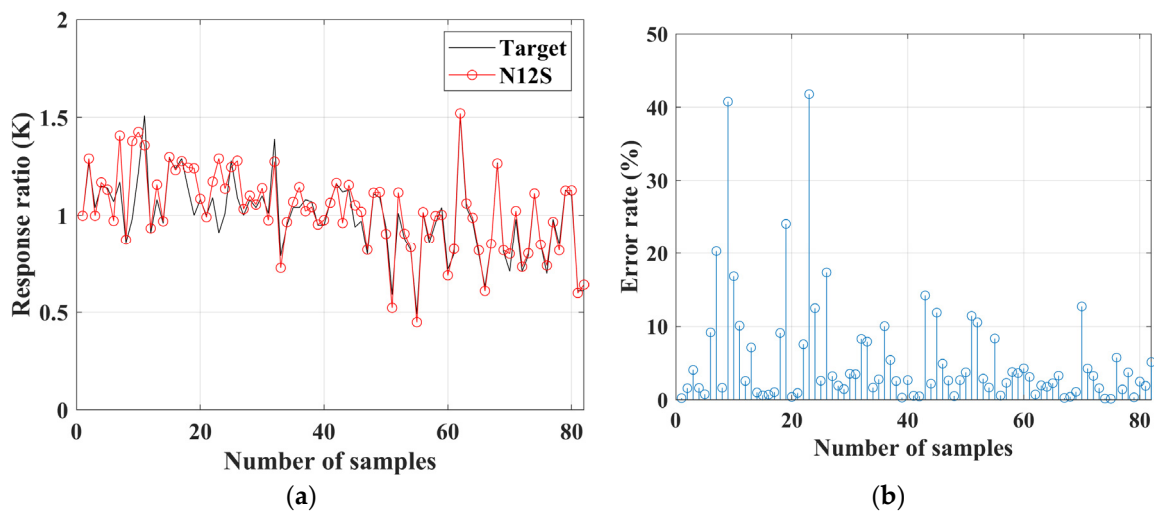 2
1.5
1
0.5
0
0
20
40
60
80
Response ratio (K)
Number of samples
Target
N12S
(a)
50
40
30
20
10
0
0
20
40
60
80
Error rate (%)
Number of samples
(b)